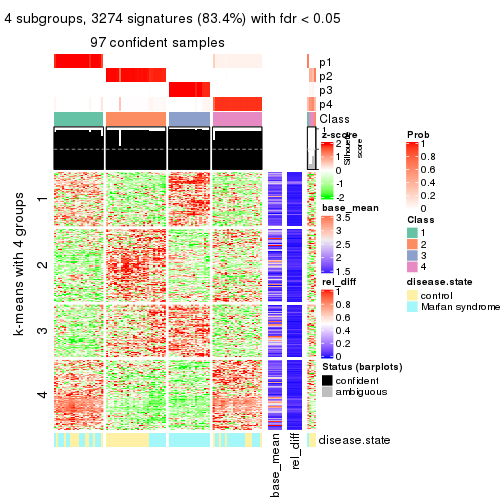 4 subgroups, 3274 signatures (83.4%) with fdr < 0.05
97 confident samples
p1
p2
p3
p4
Class
1
Silhouette
score
k-means with 4 groups
1
2
3
4
z-score
2
1
0
-1
-2
base_mean
3.5
3
2.5
2
1.5
rel_diff
1
0.8
0.6
0.4
0.2
0
Status (barplots)
confident
ambiguous
Prob
1
0.8
0.6
0.4
0.2
0
Class
1
2
3
4
disease.state
control
Marfan syndrome
disease.state
base_mean
rel_diff